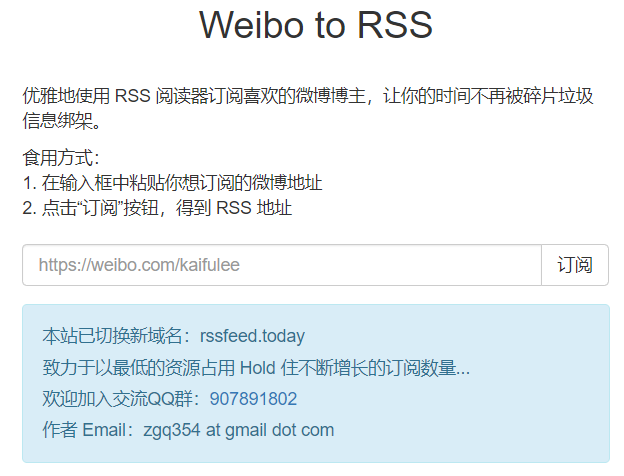 Weibo to RSS
优雅地使用 RSS 阅读器订阅喜欢的微博博主，让你的时间不再被碎片垃圾
信息绑架。
食用方式：
1. 在输入框中粘贴你想订阅的微博地址
2. 点击“订阅”按钮，得到 RSS 地址
https://weibo.com/kaifulee 订阅
本站已切换新域名：rssfeed.today
致力于以最低的资源占用 Hold 住不断增长的订阅数量...
欢迎加入交流QQ群：907891802
作者 Email：zgq354 at gmail dot com